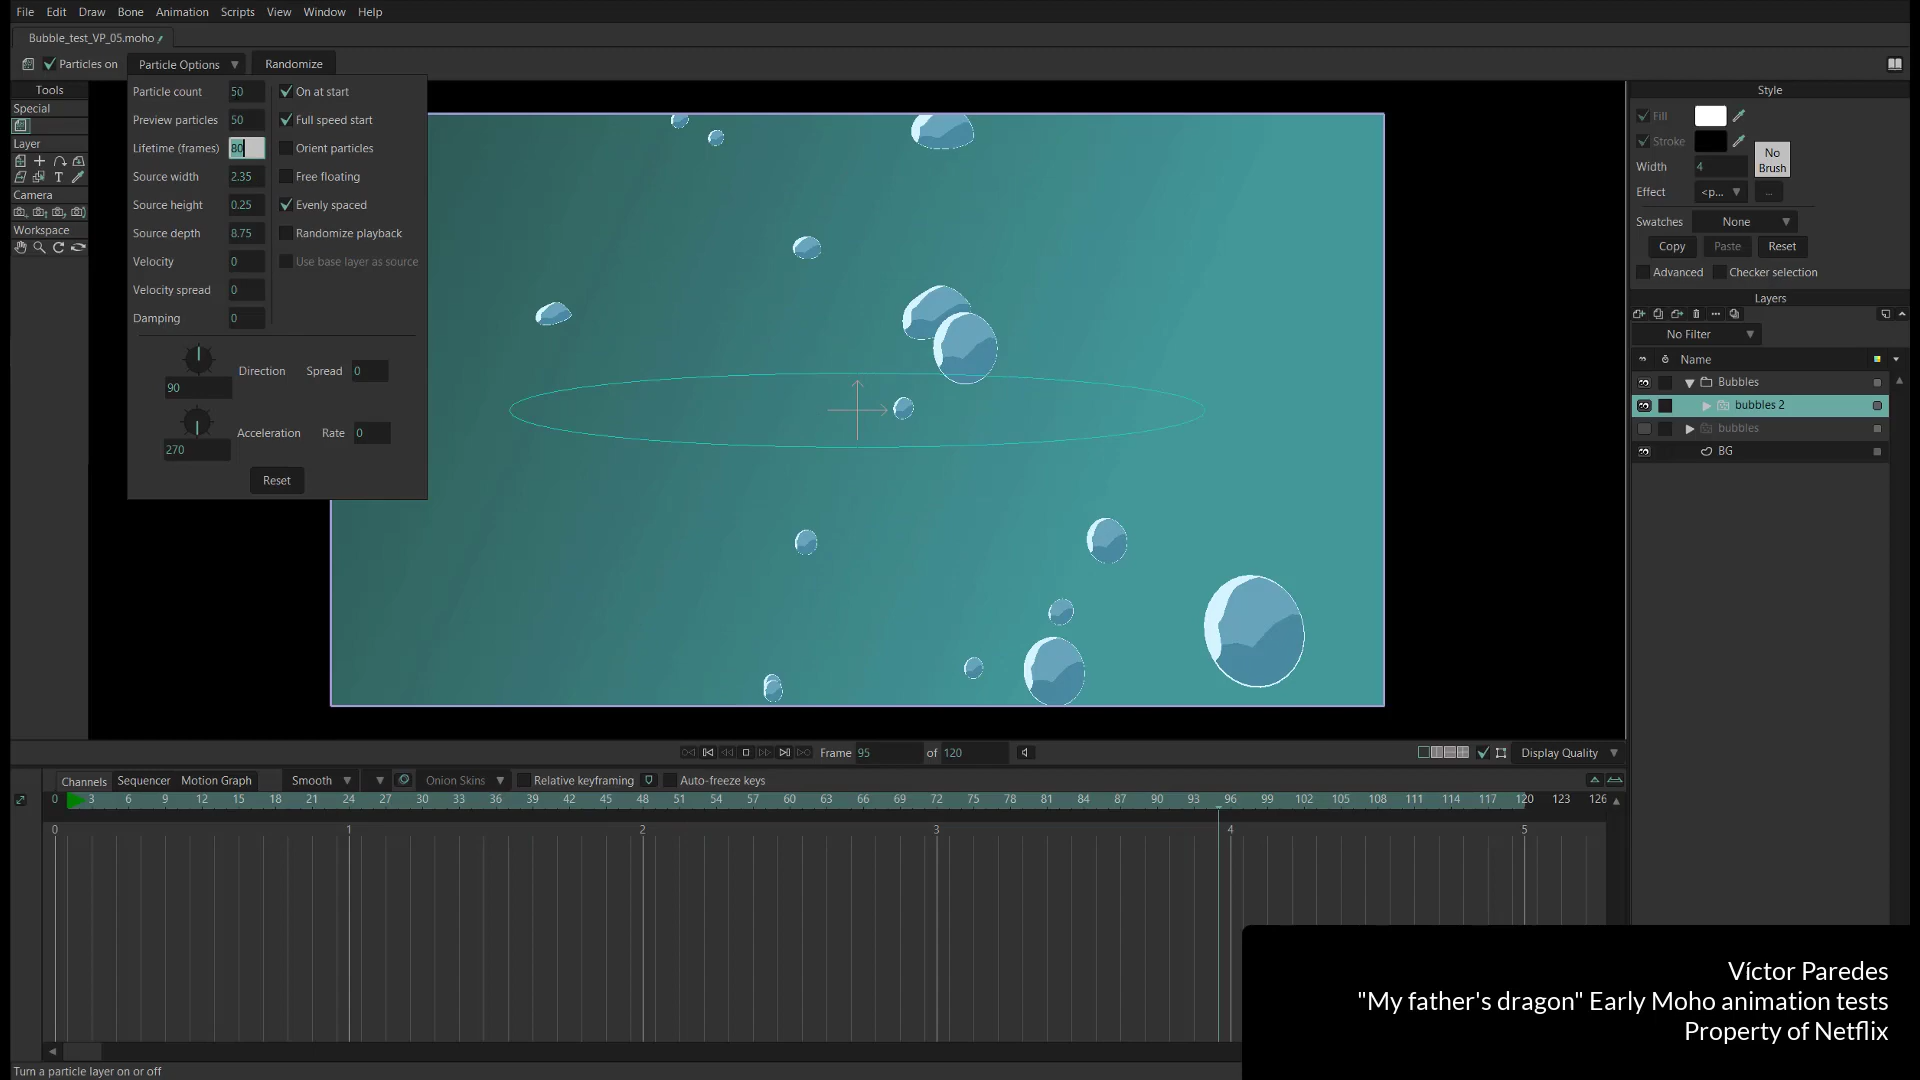 File Edit Draw Bone Animation Scripts View Window Help
Bubble_test_VP_05.moho
Particles on Particle Options Randomize
Tools
Special
Layer
Camera
Workspace
Particle count 50
Preview particles 50
Lifetime (frames) 80
Source width 2.35
Source height 0.25
Source depth 8.75
Velocity 0
Velocity spread 0
Damping 0
On at start
Full speed start
Orient particles
Free floating
Evenly spaced
Randomize playback
Use base layer as source
90 Direction Spread 0
270 Acceleration Rate 0
Reset
Style
Fill
Stroke
Width 4
No Brush
Effect <p... ...
Swatches None
Copy Paste Reset
Advanced Checker selection
Layers
No Filter
Name
Bubbles
bubbles 2
bubbles
BG
Frame 95 of 120 Display Quality
Channels Sequencer Motion Graph Smooth Onion Skins Relative keyframing Auto-freeze keys
0 3 6 9 12 15 18 21 24 27 30 33 36 39 42 45 48 51 54 57 60 63 66 69 72 75 78 81 84 87 90 93 96 99 102 105 108 111 114 117 120 123 126
0 1 2 3 4 5
Víctor Paredes
"My father's dragon" Early Moho animation tests
Property of Netflix
Turn a particle layer on or off